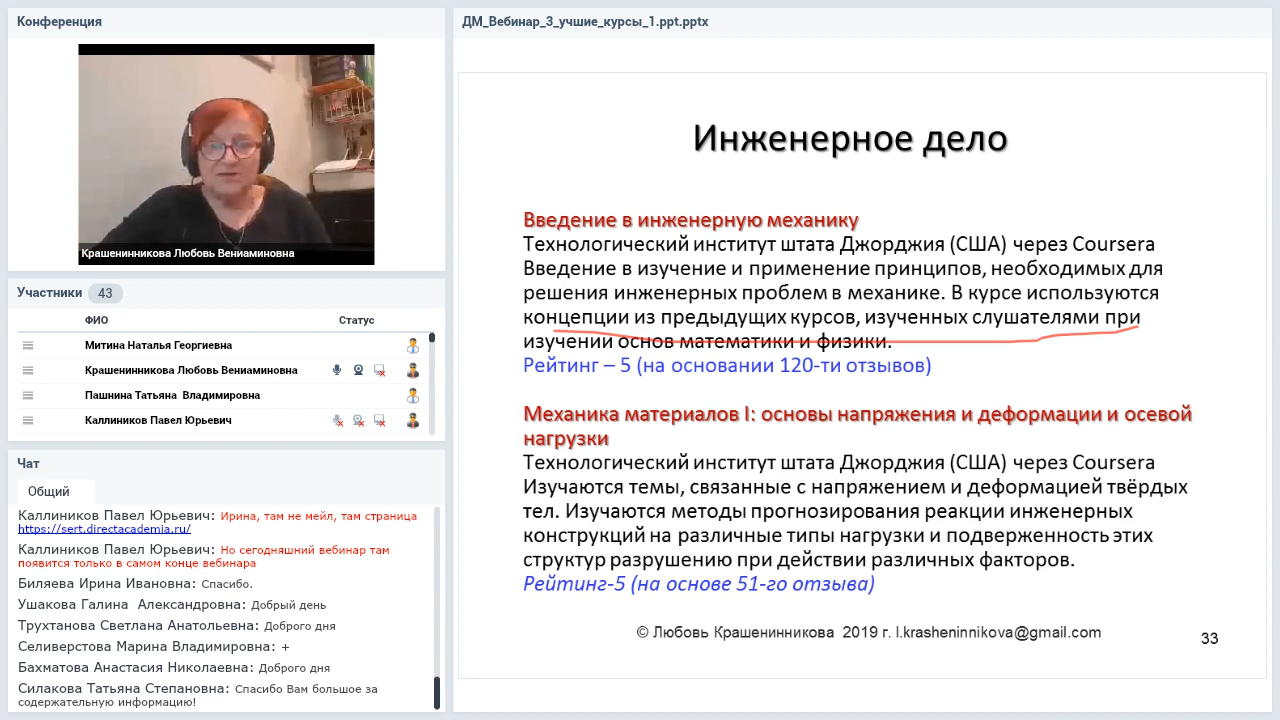 Конференция
Крашенинникова Любовь Вениаминовна
Участники 43
ФИО Статус
Митина Наталья Георгиевна
Крашенинникова Любовь Вениаминовна
Пашнина Татьяна Владимировна
Каллиников Павел Юрьевич
Чат
Общий
Каллиников Павел Юрьевич: Ирина, там не мейл, там страница
https://sert.directacademia.ru/
Каллиников Павел Юрьевич: Но сегодняшний вебинар там
появится только в самом конце вебинара
Биляева Ирина Ивановна: Спасибо.
Ушакова Галина Александровна: Добрый день
Трухтанова Светлана Анатольевна: Доброго дня
Селиверстова Марина Владимировна: +
Бахматова Анастасия Николаевна: Доброго дня
Силакова Татьяна Степановна: Спасибо Вам большое за
содержательную информацию!
ДМ_Вебинар_3_учшие_курсы_1.ppt.pptx
Инженерное дело
Введение в инженерную механику
Технологический институт штата Джорджия (США) через Coursera
Введение в изучение и применение принципов, необходимых для
решения инженерных проблем в механике. В курсе используются
концепции из предыдущих курсов, изученных слушателями при
изучении основ математики и физики.
Рейтинг – 5 (на основании 120-ти отзывов)
Механика материалов I: основы напряжения и деформации и осевой
нагрузки
Технологический институт штата Джорджия (США) через Coursera
Изучаются темы, связанные с напряжением и деформацией твёрдых
тел. Изучаются методы прогнозирования реакции инженерных
конструкций на различные типы нагрузки и подверженность этих
структур разрушению при действии различных факторов.
Рейтинг-5 (на основе 51-го отзыва)
© Любовь Крашенинникова 2019 г. l.krasheninnikova@gmail.com
33